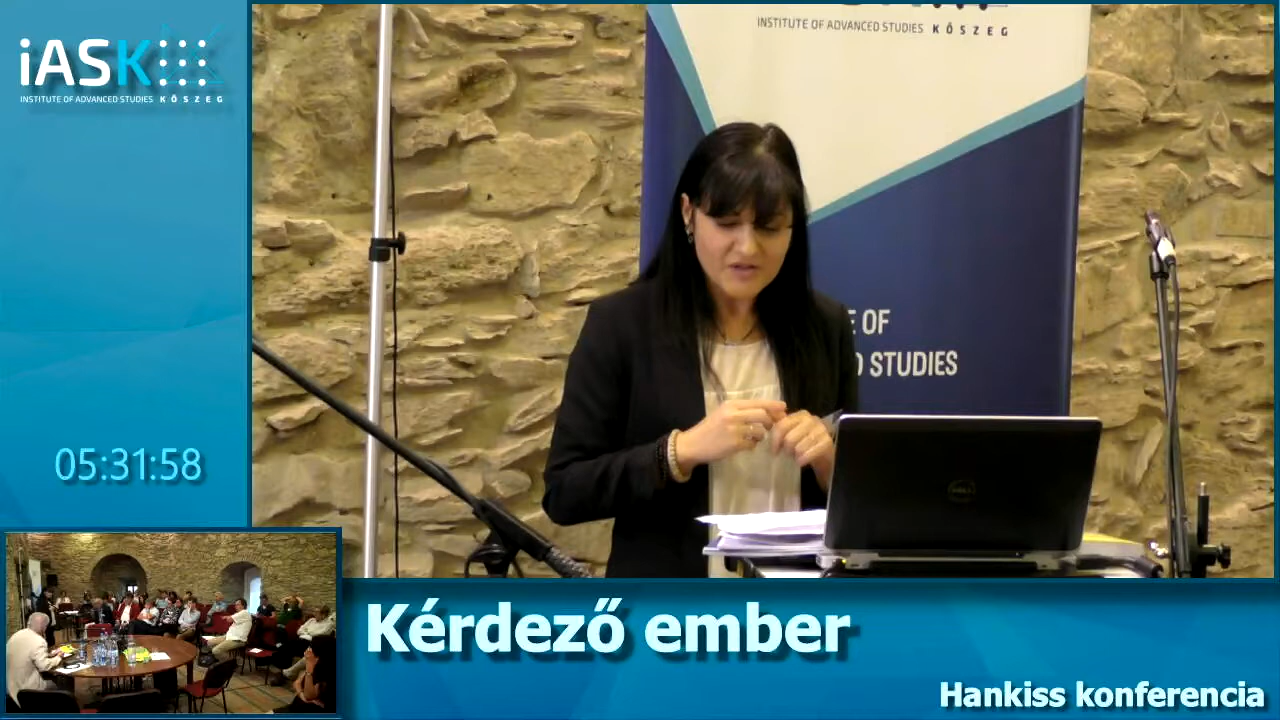 iASK
INSTITUTE OF ADVANCED STUDIES KŐSZEG
INSTITUTE OF ADVANCED STUDIES KŐSZEG
E OF
D STUDIES
DELL
05:31:58
Kérdező ember
Hankiss konferencia